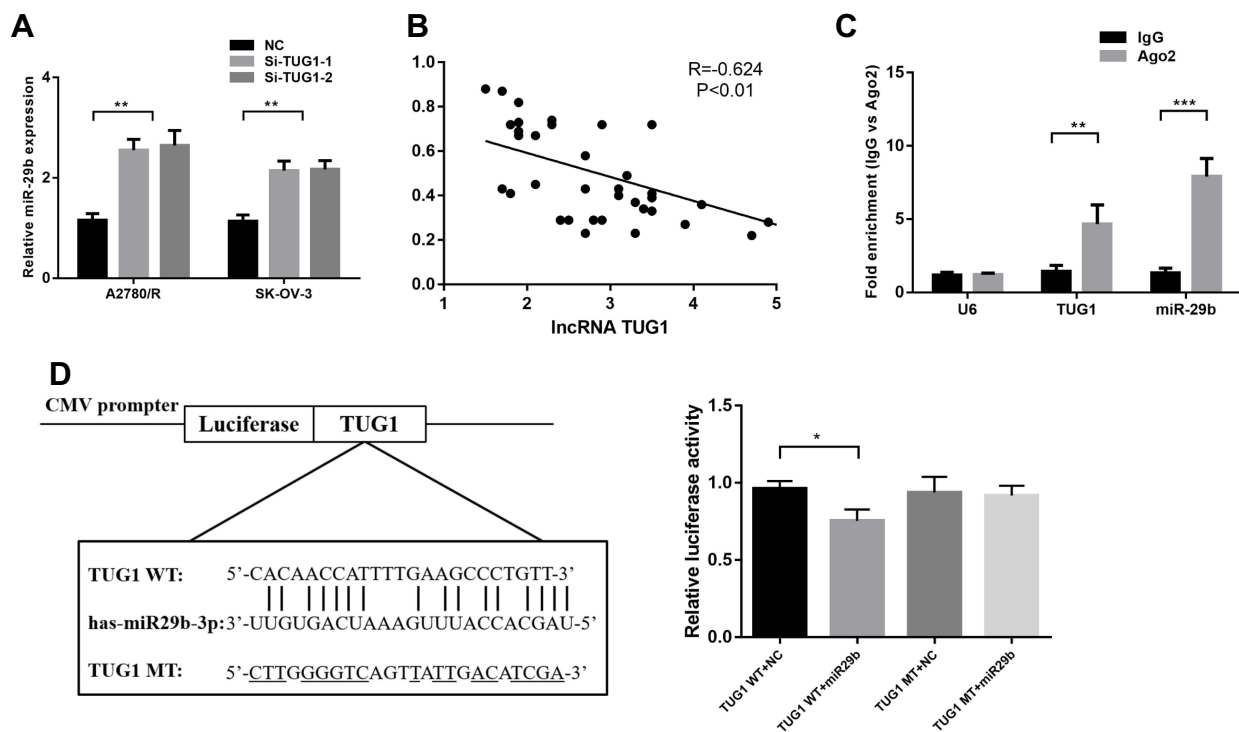 A
NC
Si-TUG1-1
Si-TUG1-2
Relative miR-29b expression
4
2
0
**
**
A2780/R
SK-OV-3
B
1.0
0.8
0.6
0.4
0.2
0.0
R=-0.624
P<0.01
1
2
3
4
5
lncRNA TUG1
C
IgG
Ago2
Fold enrichment (IgG vs Ago2)
15
10
5
0
**
***
U6
TUG1
miR-29b
D
CMV prompter
Luciferase
TUG1
TUG1 WT: 5’-CACAACCATTTTGAAGCCCTGTT-3’
has-miR29b-3p:3’-UUGUGACUAAAGUUUACCACGAU-5’
TUG1 MT: 5’-CTTGGGGTCAGTTATTGACATCGA-3’
Relative luciferase activity
1.5
1.0
0.5
0.0
*
TUG1 WT+NC
TUG1 WT+miR29b
TUG1 MT+NC
TUG1 MT+miR29b